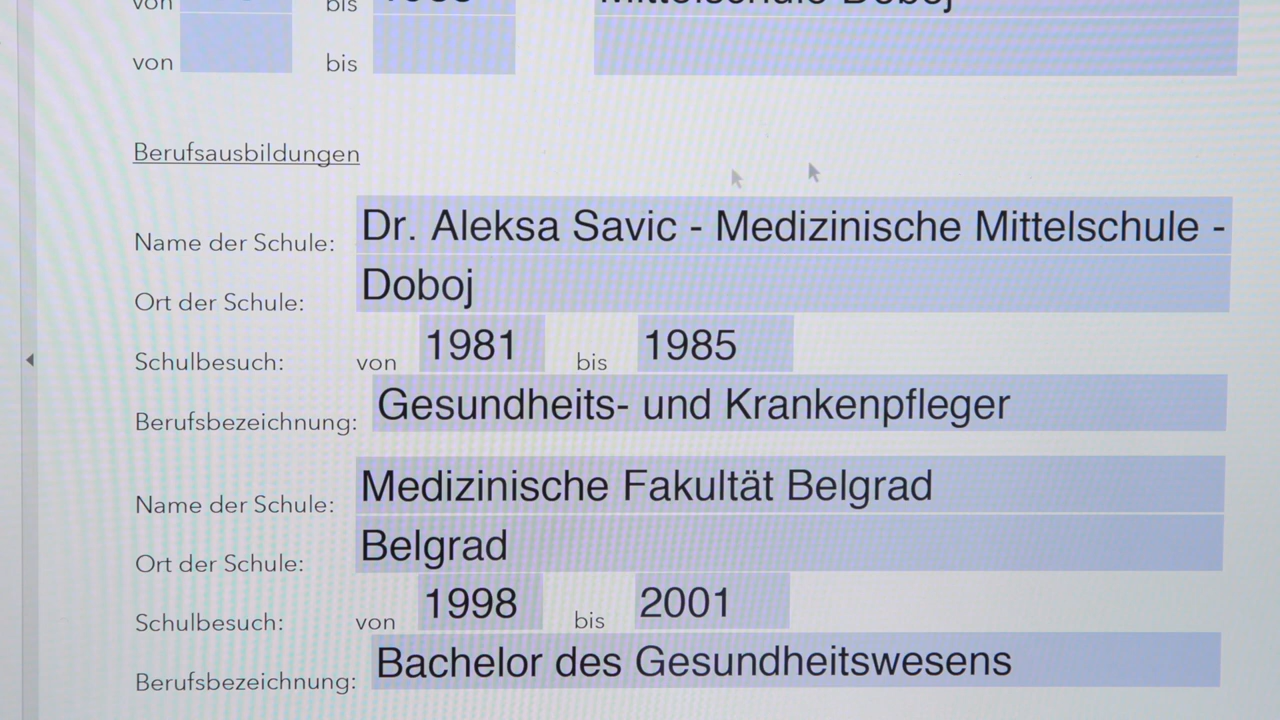 von bis Mittelschule Doboj
von bis
Berufsausbildungen
Name der Schule: Dr. Aleksa Savic - Medizinische Mittelschule -
Ort der Schule: Doboj
Schulbesuch: von 1981 bis 1985
Berufsbezeichnung: Gesundheits- und Krankenpfleger
Name der Schule: Medizinische Fakultät Belgrad
Ort der Schule: Belgrad
Schulbesuch: von 1998 bis 2001
Berufsbezeichnung: Bachelor des Gesundheitswesens